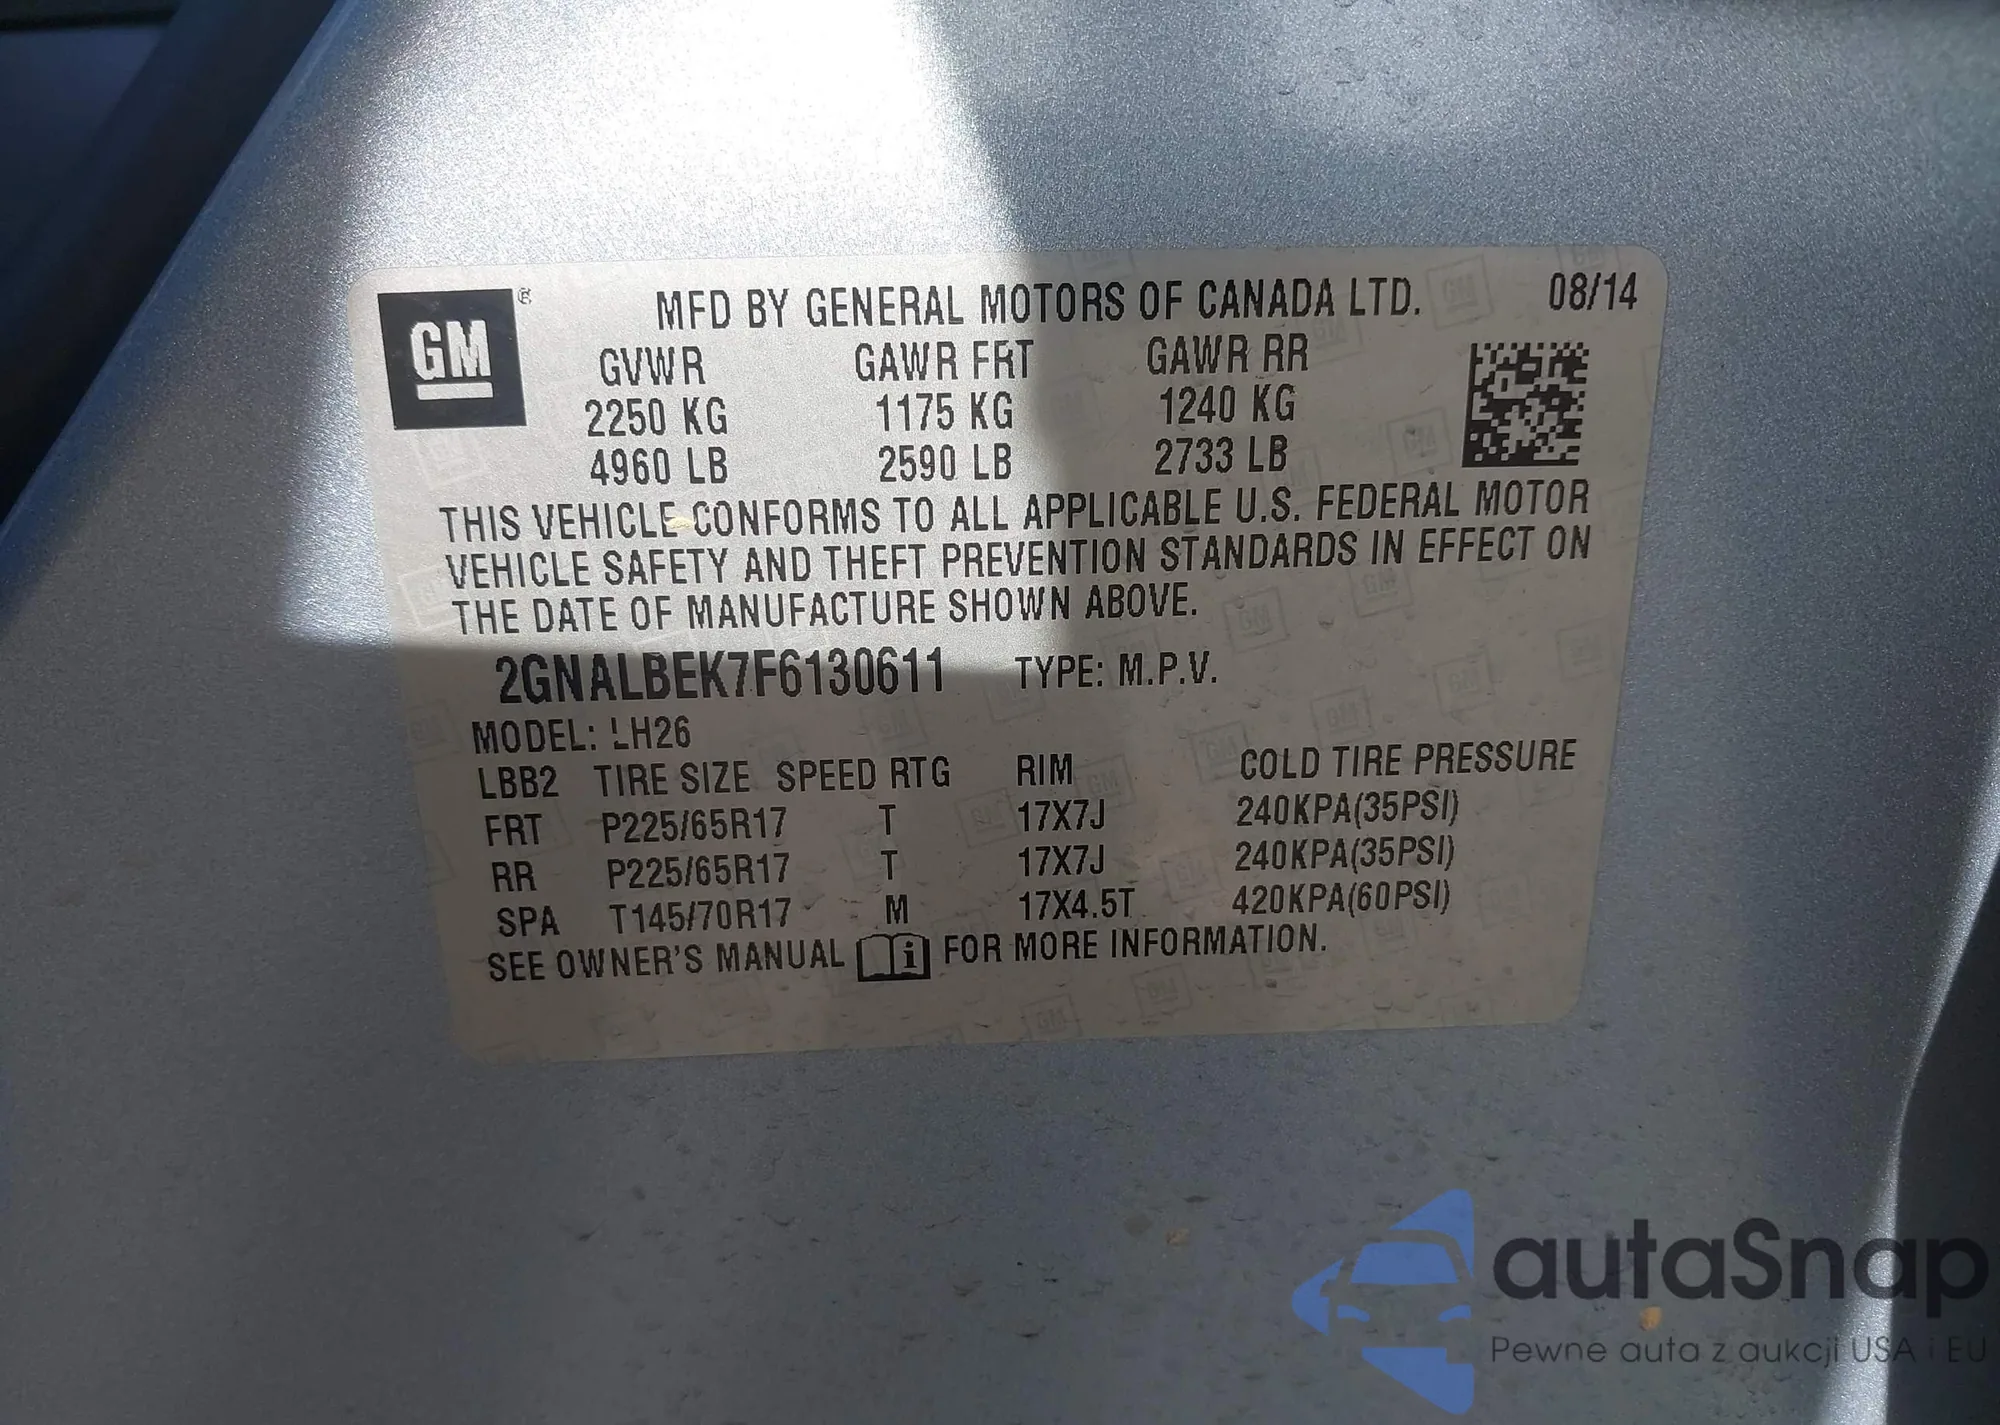 GM
®
MFD BY GENERAL MOTORS OF CANADA LTD. 08/14
GVWR GAWR FRT GAWR RR
2250 KG 1175 KG 1240 KG
4960 LB 2590 LB 2733 LB
THIS VEHICLE CONFORMS TO ALL APPLICABLE U.S. FEDERAL MOTOR
VEHICLE SAFETY AND THEFT PREVENTION STANDARDS IN EFFECT ON
THE DATE OF MANUFACTURE SHOWN ABOVE.
2GNALBEK7F6130611 TYPE: M.P.V.
MODEL: LH26
LBB2 TIRE SIZE SPEED RTG RIM COLD TIRE PRESSURE
FRT P225/65R17 T 17X7J 240KPA(35PSI)
RR P225/65R17 T 17X7J 240KPA(35PSI)
SPA T145/70R17 M 17X4.5T 420KPA(60PSI)
SEE OWNER'S MANUAL i FOR MORE INFORMATION.
autaSnap
Pewne auta z aukcji USA i EU